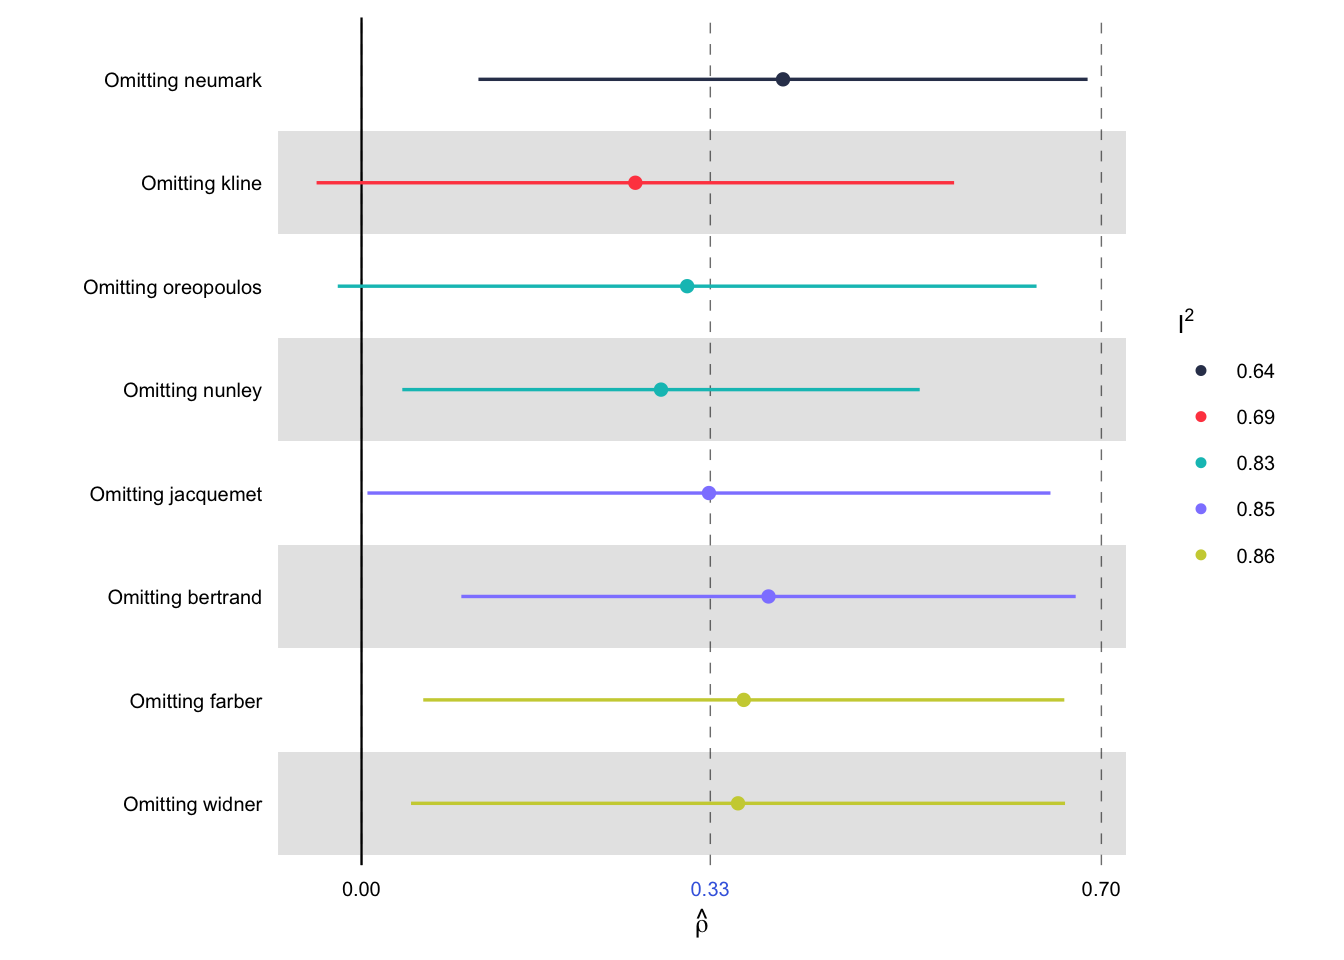 Omitting neumark
Omitting kline
Omitting oreopoulos
Omitting nunley
Omitting jacquemet
Omitting bertrand
Omitting farber
Omitting widner
0.00 0.33 0.70
ρ̂
I²
0.64
0.69
0.83
0.85
0.86